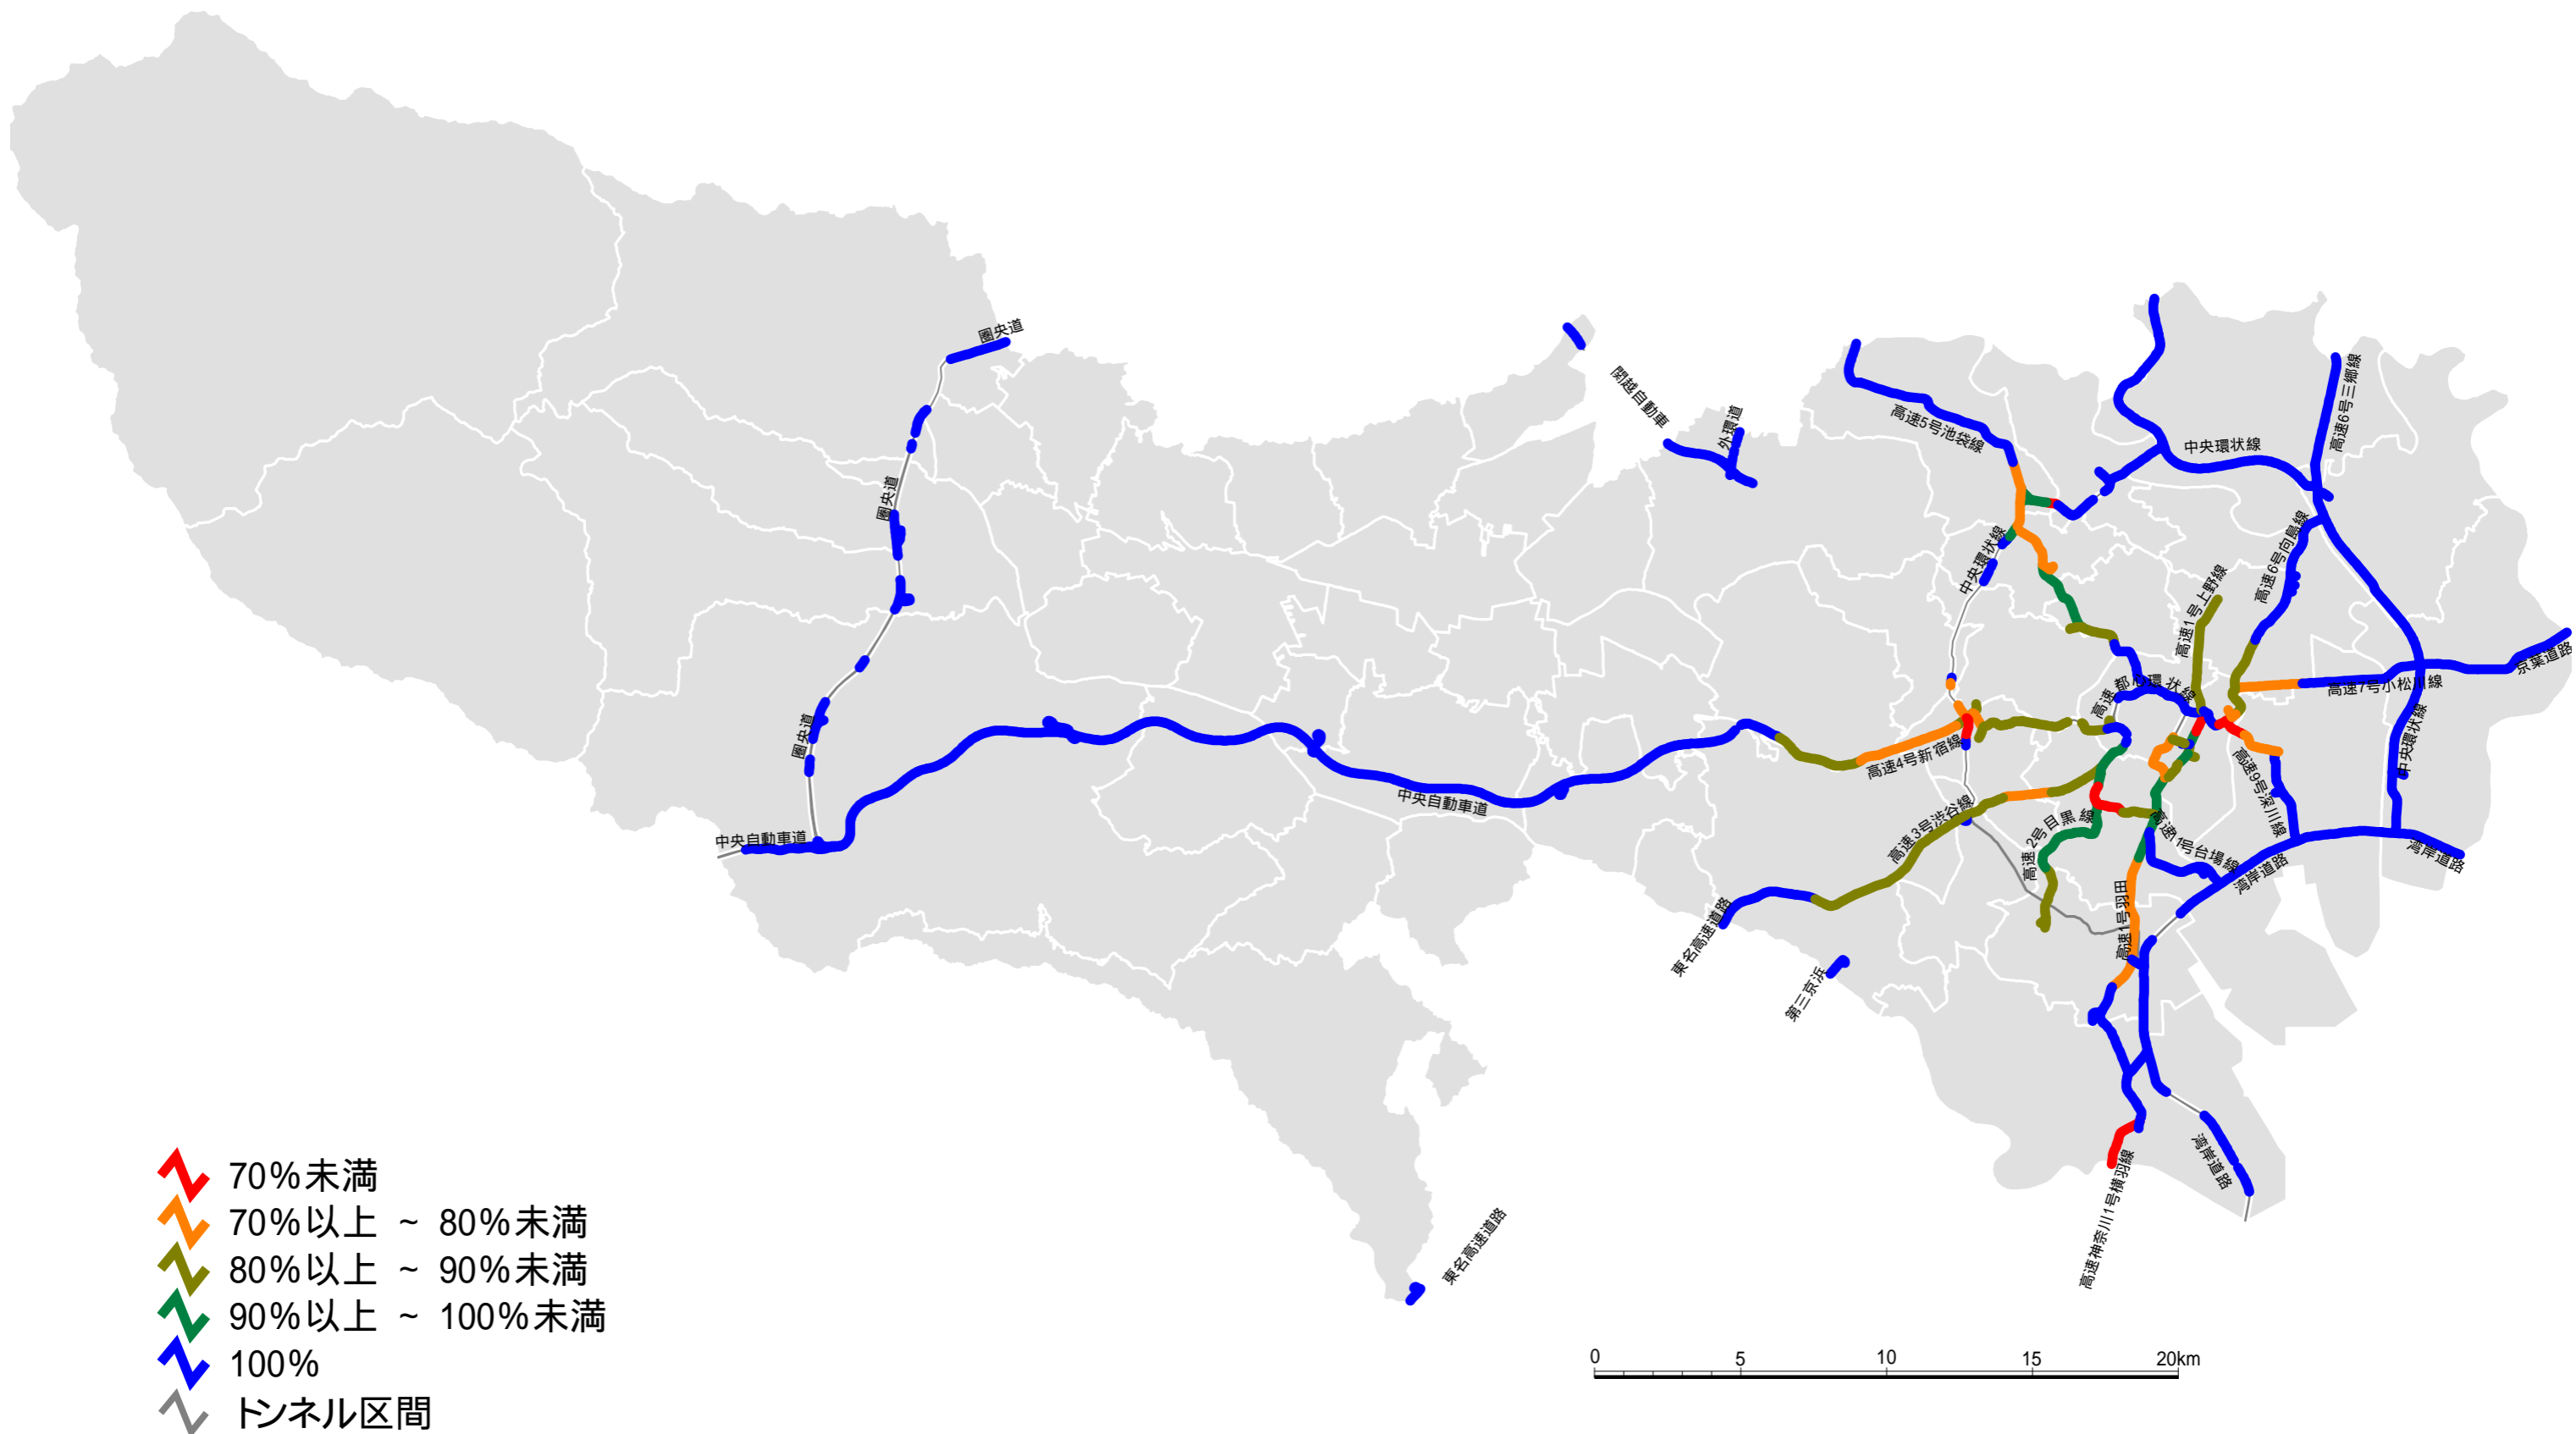 圏央道
関越自動車
外環道
高速5号池袋線
中央環状線
高速6号三郷線
圏央道
中央環状線
高速6号向島線
高速1号上野線
京葉道路
高速都心環状線
高速7号小松川線
圏央道
高速4号新宿線
中央環状線
中央自動車道
中央自動車道
高速3号渋谷線
高速2号目黒線
高速11号台場線
高速9号深川線
湾岸道路
湾岸道路
東名高速道路
高速1号羽田
第三京浜
湾岸道路
高速神奈川1号横羽線
東名高速道路
70%未満
70%以上 ~ 80%未満
80%以上 ~ 90%未満
90%以上 ~ 100%未満
100%
トンネル区間
0 5 10 15 20km